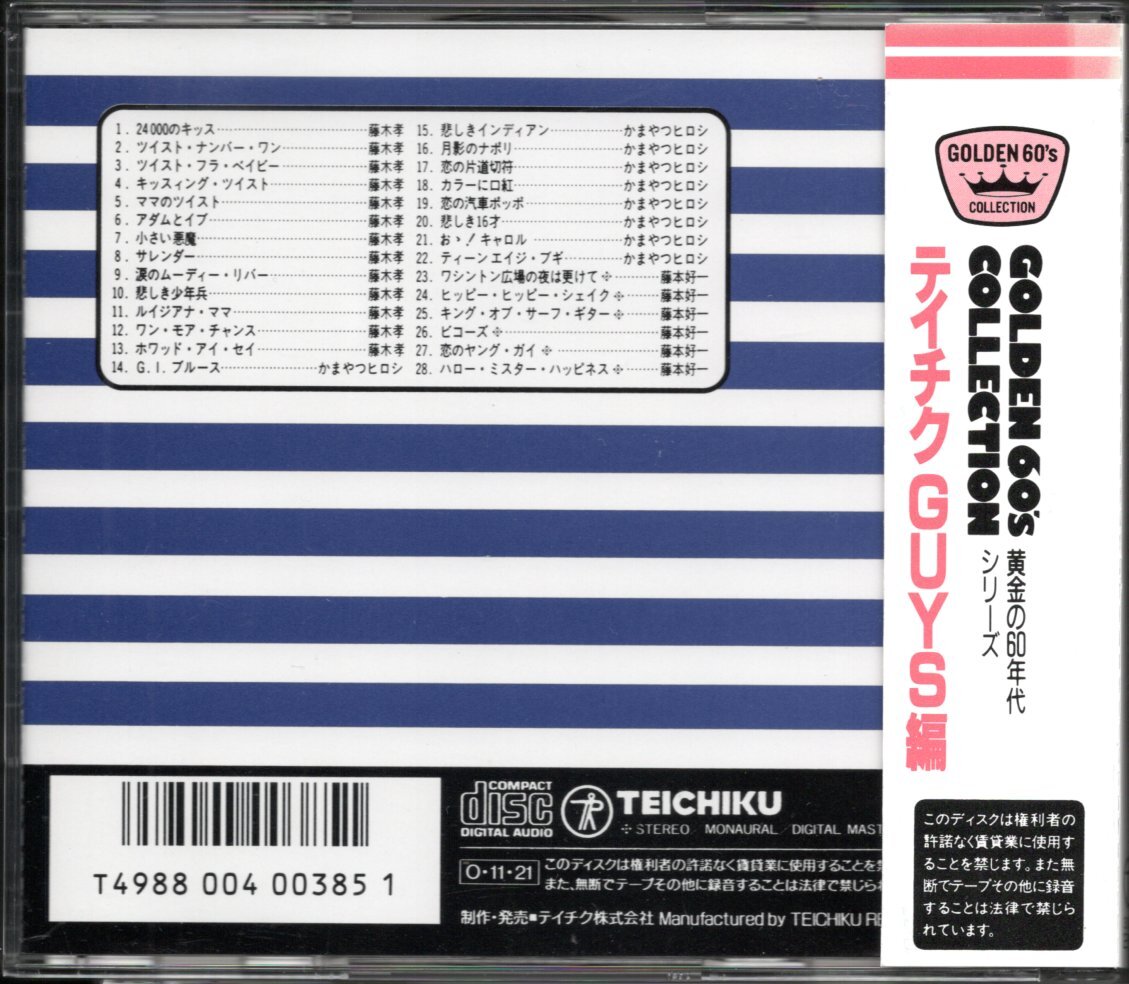 1. 24000のキッス……藤木孝
2. ツイスト・ナンバー・ワン……藤木孝
3. ツイスト・フラ・ベイビー……藤木孝
4. キッスィング・ツイスト……藤木孝
5. ママのツイスト……藤木孝
6. アダムとイブ……藤木孝
7. 小さい悪魔……藤木孝
8. サレンダー……藤木孝
9. 涙のムーディー・リバー……藤木孝
10. 悲しき少年兵……藤木孝
11. ルイジアナ・ママ……藤木孝
12. ワン・モア・チャンス……藤木孝
13. ホワッド・アイ・セイ……藤木孝
14. G.I.ブルース……かまやつヒロシ
15. 悲しきインディアン……かまやつヒロシ
16. 月影のナポリ……かまやつヒロシ
17. 恋の片道切符……かまやつヒロシ
18. カラーに口紅……かまやつヒロシ
19. 恋の汽車ポッポ……かまやつヒロシ
20. 悲しき16才……かまやつヒロシ
21. おゝ!キャロル……かまやつヒロシ
22. ティーンエイジ・ブギ……かまやつヒロシ
23. ワシントン広場の夜は更けて※……藤本好一
24. ヒッピー・ヒッピー・シェイク※……藤本好一
25. キング・オブ・サーフ・ギター※……藤本好一
26. ビコーズ※……藤本好一
27. 恋のヤング・ガイ※……藤本好一
28. ハロー・ミスター・ハッピネス※……藤本好一
GOLDEN 60's
COLLECTION
GOLDEN 60's
COLLECTION
黄金の60年代
シリーズ
テイチクGUYS編
T4988 004 00385 1
COMPACT
disc
DIGITAL AUDIO
TEICHIKU
※STEREO MONAURAL DIGITAL MAST
O・11・21
このディスクは権利者の許諾なく賃貸業に使用することを
また、無断でテープその他に録音することは法律で禁じら
制作・発売■テイチク株式会社 Manufactured by TEICHIKU RE
このディスクは権利者の
許諾なく賃貸業に使用す
ることを禁じます。また無
断でテープその他に録音
することは法律で禁じら
れています。